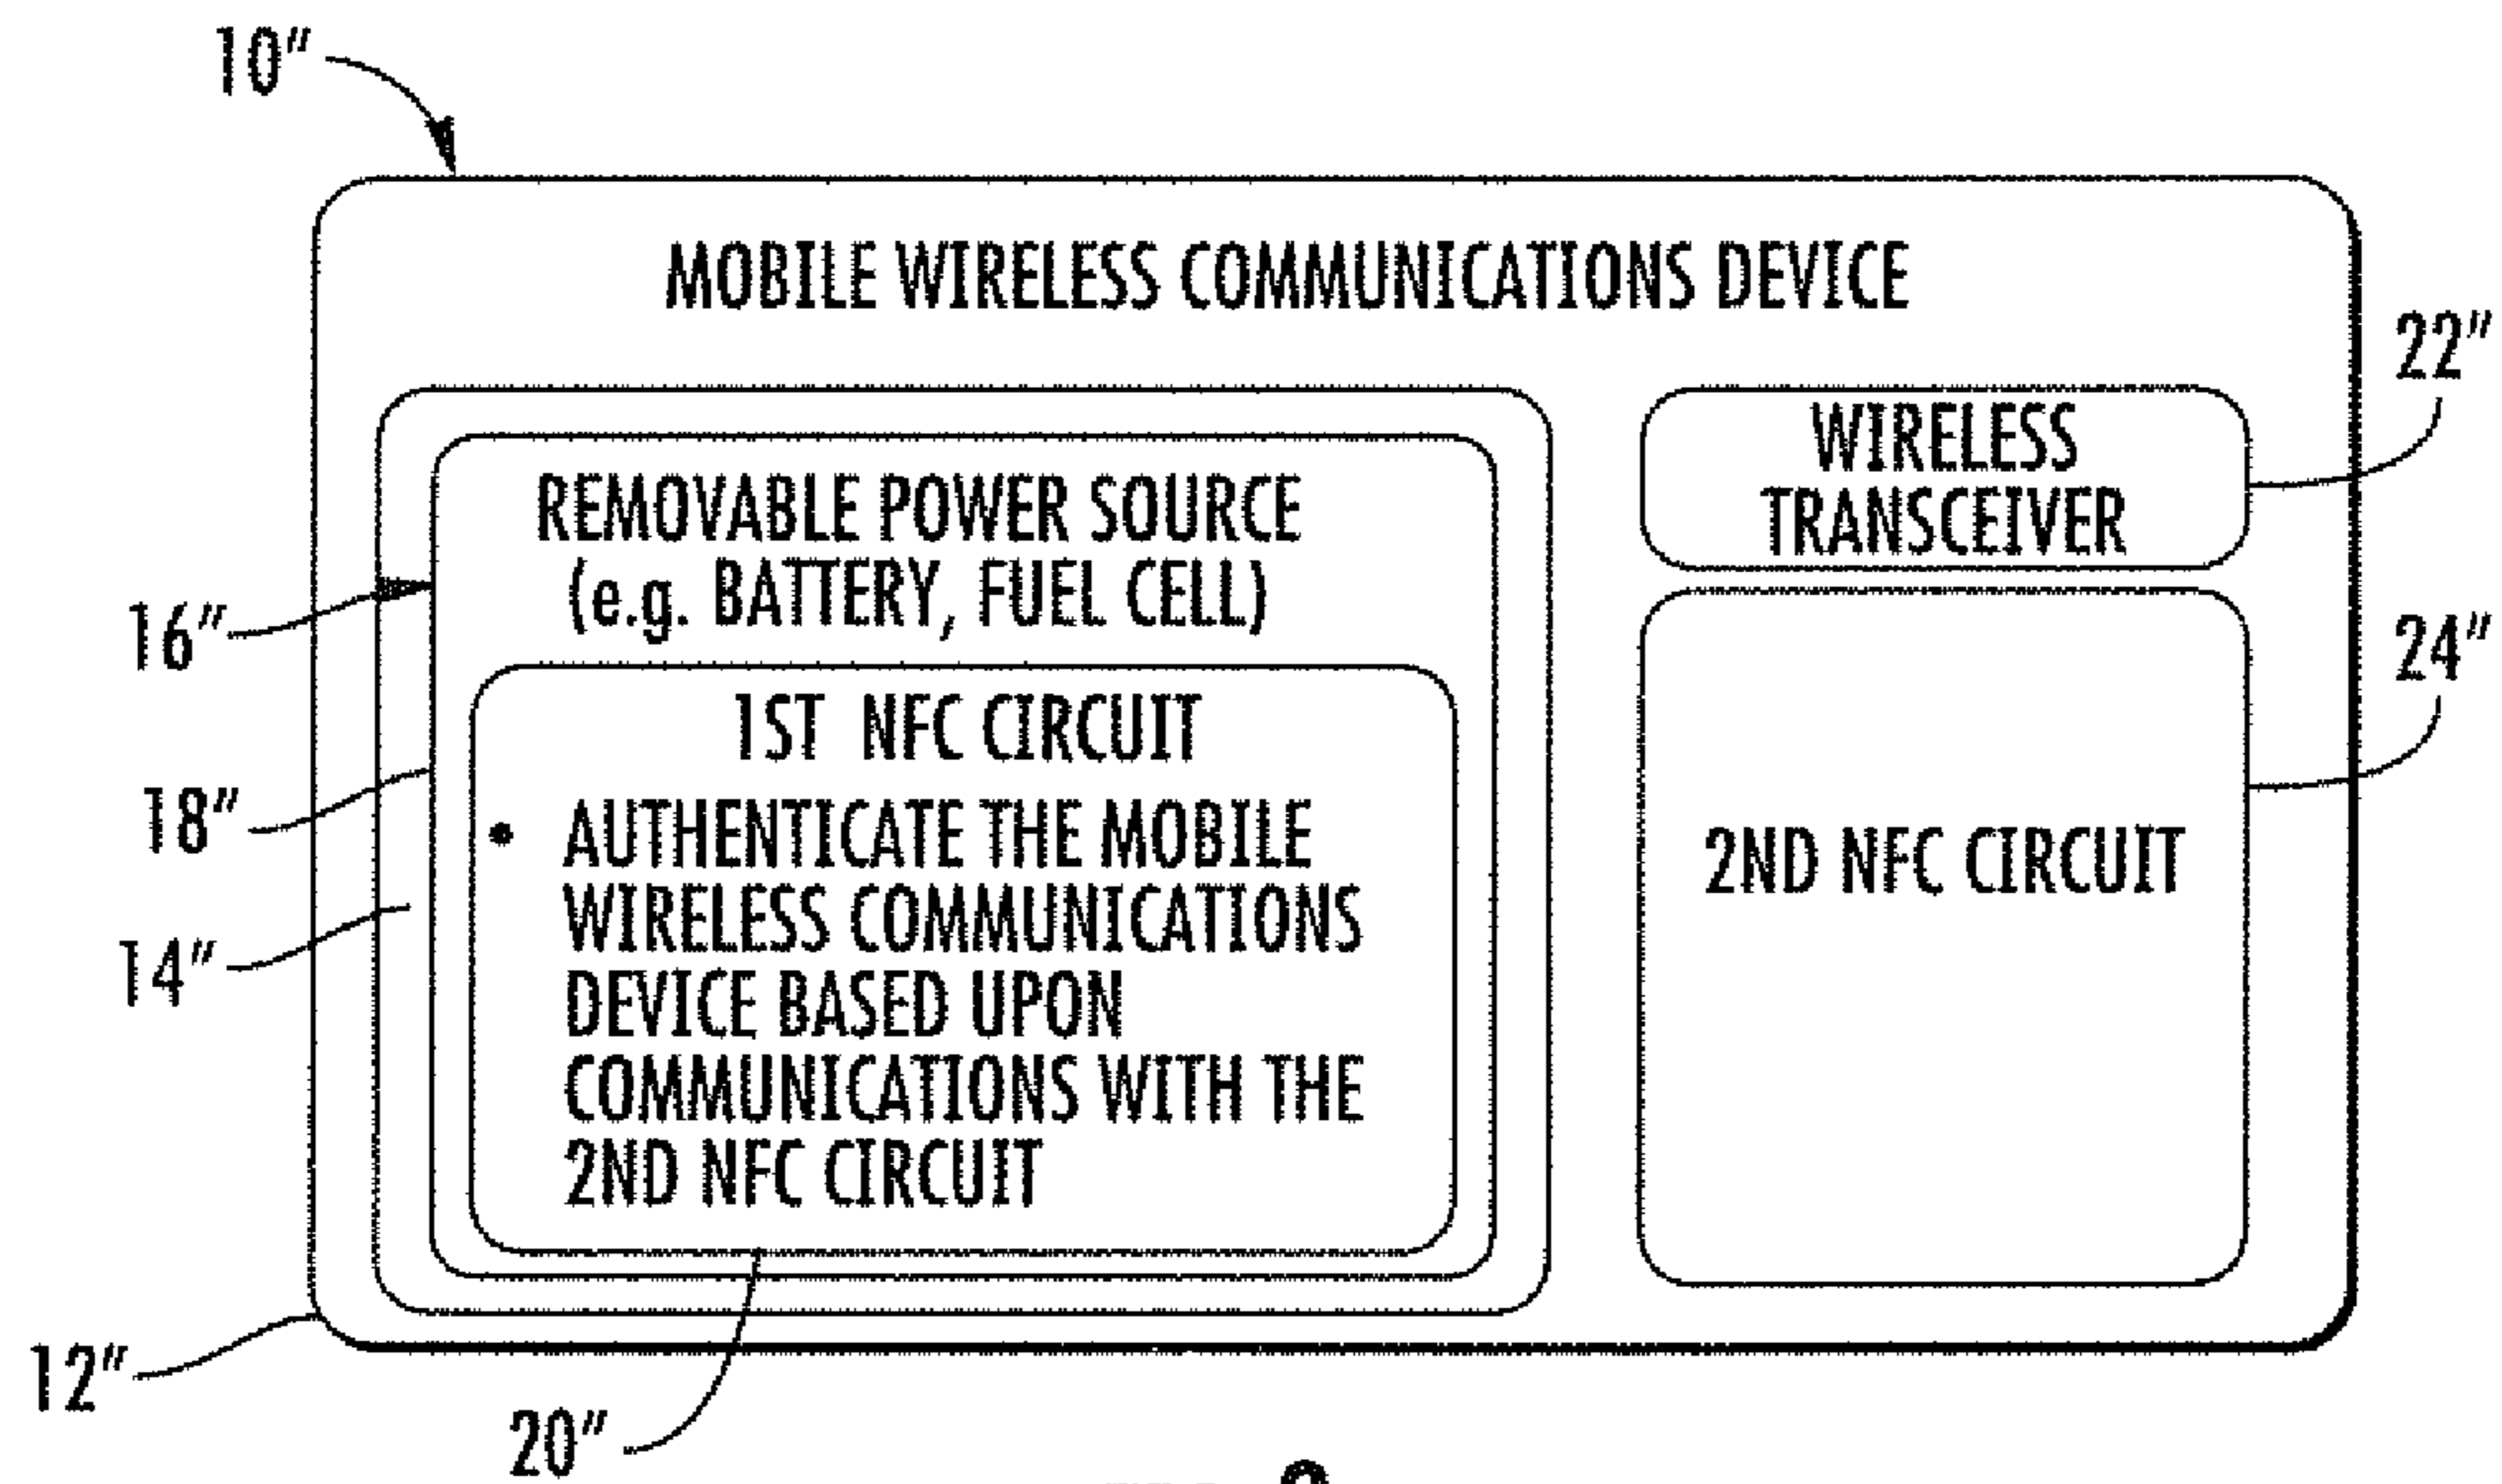 10″
MOBILE WIRELESS COMMUNICATIONS DEVICE
22″
WIRELESS
TRANSCEIVER
REMOVABLE POWER SOURCE
(e.g. BATTERY, FUEL CELL)
16″
24″
1ST NFC CIRCUIT
18″
• AUTHENTICATE THE MOBILE
WIRELESS COMMUNICATIONS
DEVICE BASED UPON
COMMUNICATIONS WITH THE
2ND NFC CIRCUIT
2ND NFC CIRCUIT
14″
12″
20″